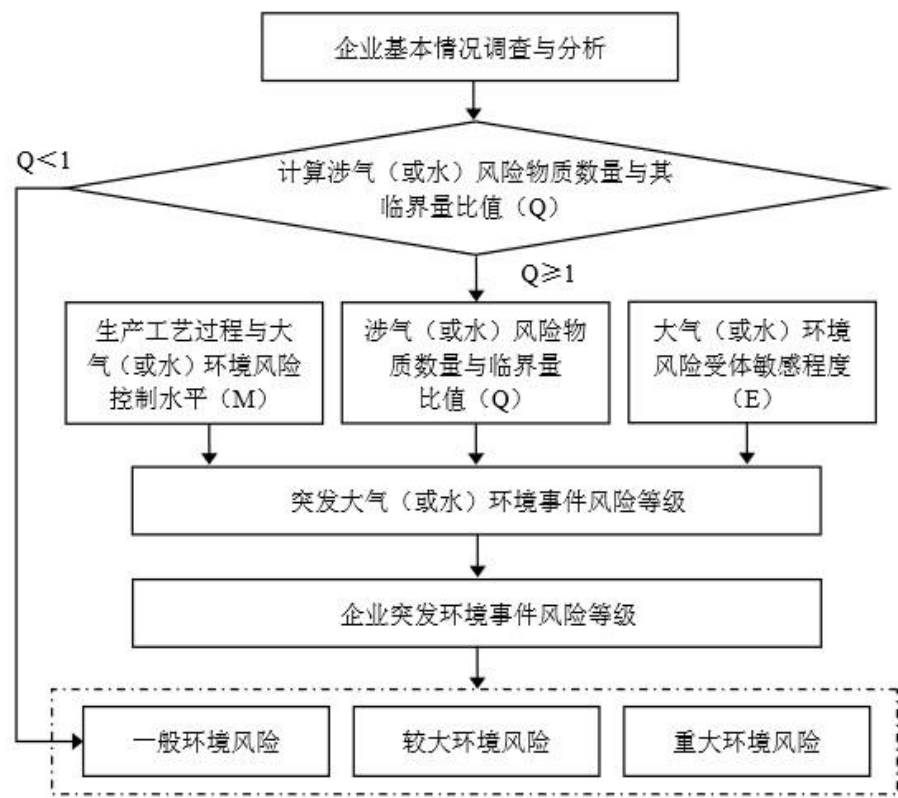 企业基本情况调查与分析
Q＜1
计算涉气（或水）风险物质数量与其
临界量比值（Q）
Q≥1
生产工艺过程与大
气（或水）环境风险
控制水平（M）
涉气（或水）风险物
质数量与临界量
比值（Q）
大气（或水）环境
风险受体敏感程度
（E）
突发大气（或水）环境事件风险等级
企业突发环境事件风险等级
一般环境风险
较大环境风险
重大环境风险